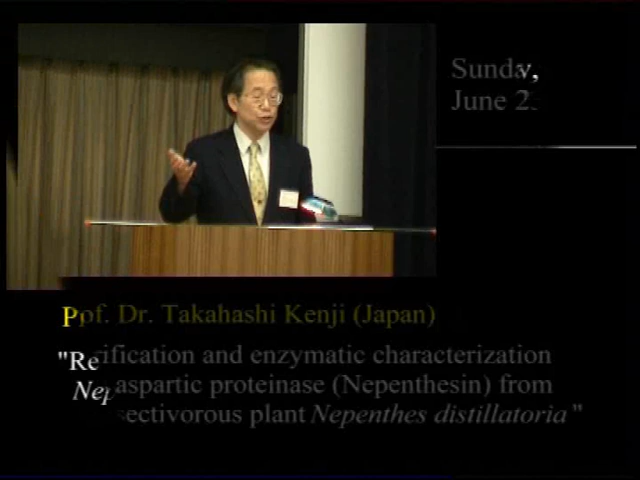 Sunday,
June 2
Prof. Dr. Takahashi Kenji (Japan)
"Re ification and enzymatic characterization
Nep aspartic proteinase (Nepenthesin) from
sectivorous plant Nepenthes distillatoria"